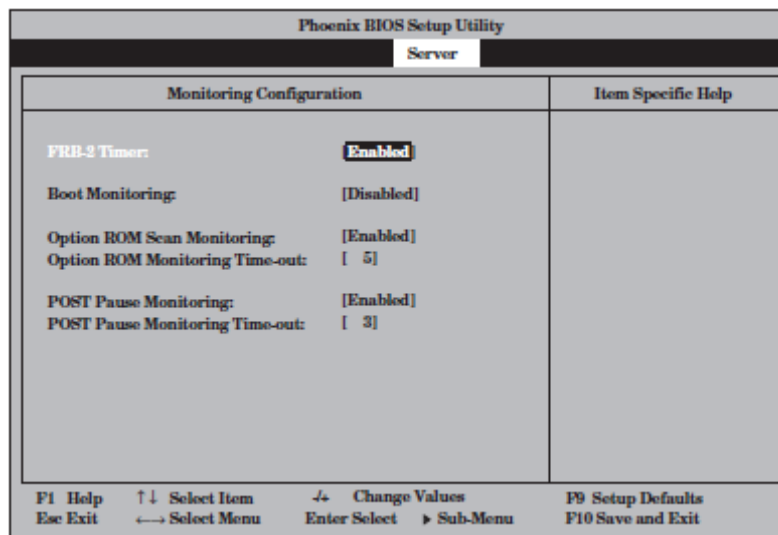 Phoenix BIOS Setup Utility
Server
Monitoring Configuration
Item Specific Help
FRB-2 Timer: [Enabled]
Boot Monitoring: [Disabled]
Option ROM Scan Monitoring: [Enabled]
Option ROM Monitoring Time-out: [ 5]
POST Pause Monitoring: [Enabled]
POST Pause Monitoring Time-out: [ 3]
F1 Help ↑↓ Select Item -/+ Change Values F9 Setup Defaults
Esc Exit ←→ Select Menu Enter Select ▶ Sub-Menu F10 Save and Exit